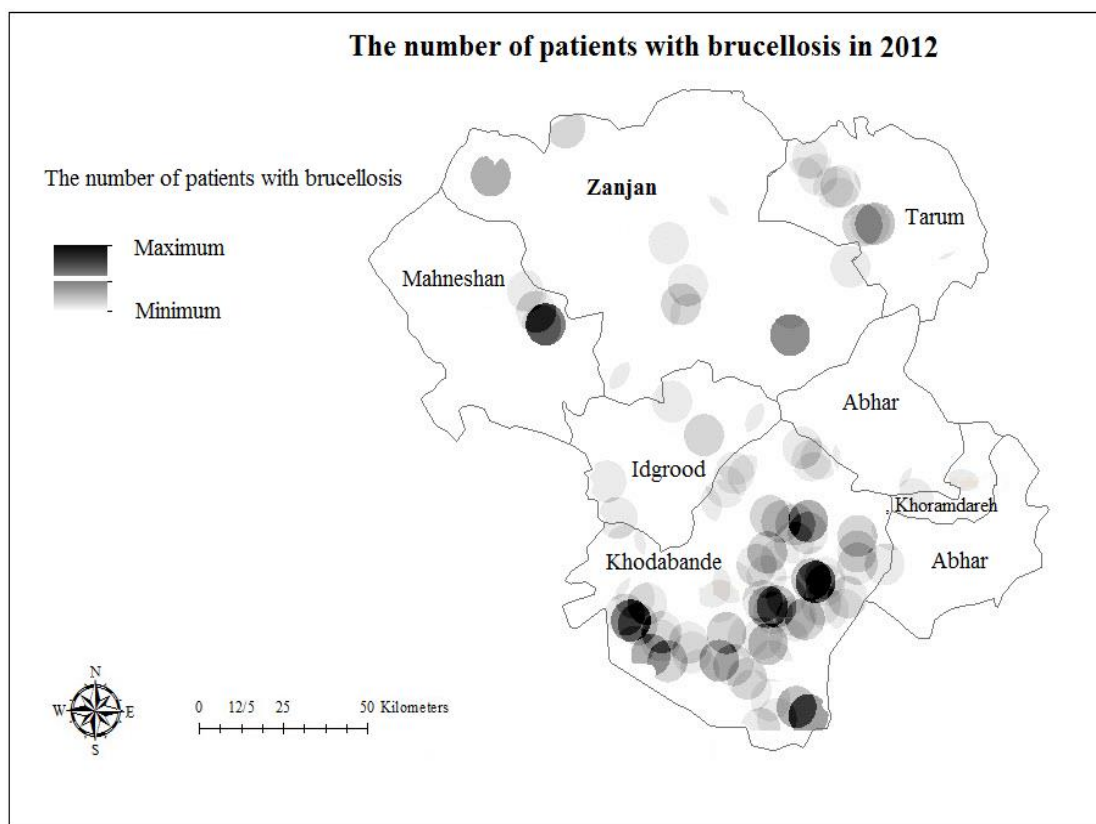 The number of patients with brucellosis in 2012
The number of patients with brucellosis
Maximum
Minimum
Zanjan
Tarum
Mahneshan
Abhar
Idgrood
Khoramdareh
Khodabande
Abhar
N
W E
S
0 12/5 25 50 Kilometers